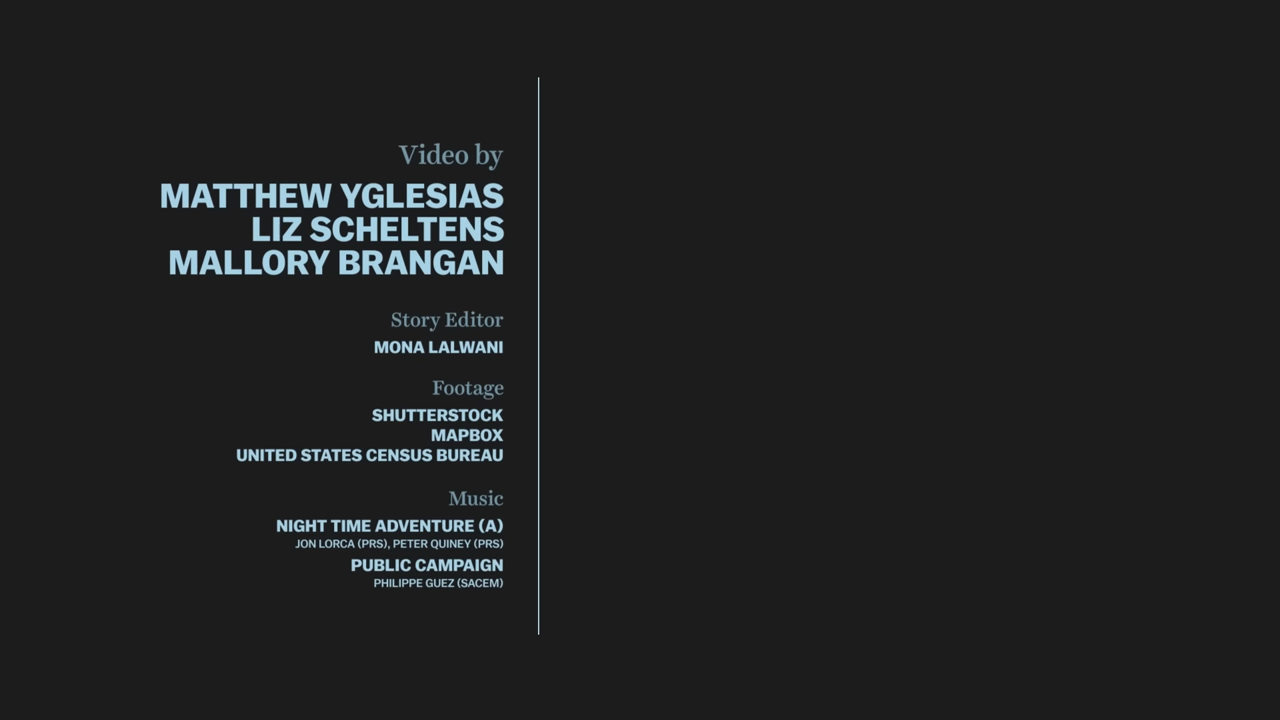 Video by
MATTHEW YGLESIAS
LIZ SCHELTENS
MALLORY BRANGAN
Story Editor
MONA LALWANI
Footage
SHUTTERSTOCK
MAPBOX
UNITED STATES CENSUS BUREAU
Music
NIGHT TIME ADVENTURE (A)
JON LORCA (PRS), PETER QUINEY (PRS)
PUBLIC CAMPAIGN
PHILIPPE GUEZ (SACEM)